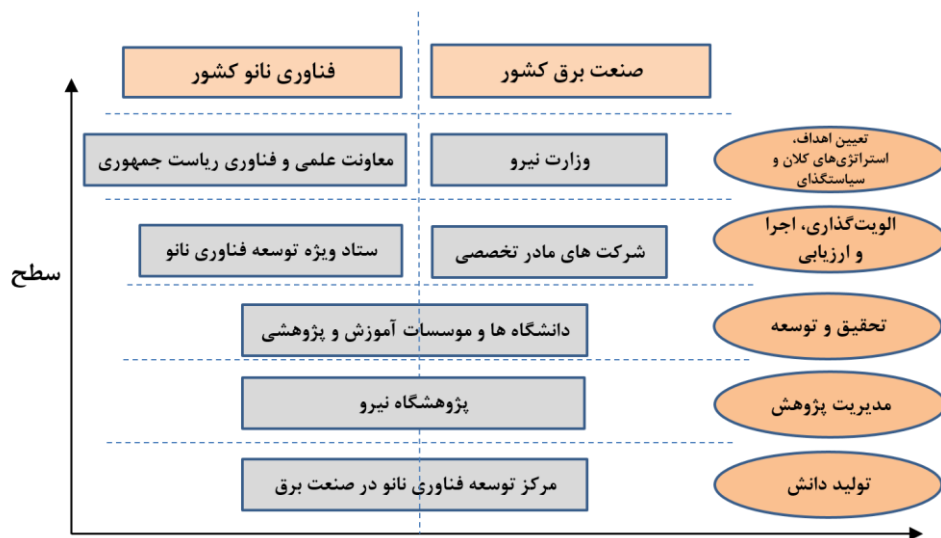 صنعت برق کشور
فناوری نانو کشور
تعیین اهداف،
استراتژی‌های کلان و
سیاستگذای
وزارت نیرو
معاونت علمی و فناوری ریاست جمهوری
الویت‌گذاری، اجرا
و ارزیابی
شرکت های مادر تخصصی
ستاد ویژه توسعه فناوری نانو
سطح
تحقیق و توسعه
دانشگاه ها و موسسات آموزش و پژوهشی
مدیریت پژوهش
پژوهشگاه نیرو
تولید دانش
مرکز توسعه فناوری نانو در صنعت برق